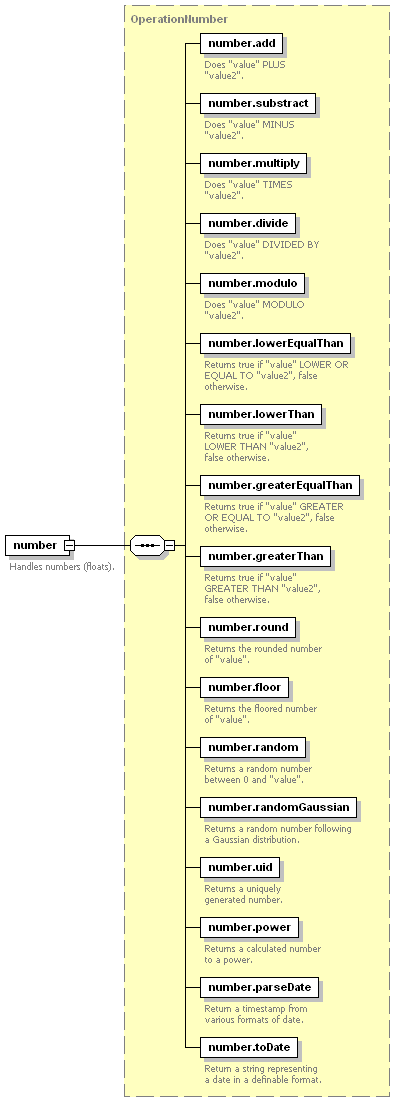 OperationNumber
number.add
Does "value" PLUS
"value2".
number.substract
Does "value" MINUS
"value2".
number.multiply
Does "value" TIMES
"value2".
number.divide
Does "value" DIVIDED BY
"value2".
number.modulo
Does "value" MODULO
"value2".
number.lowerEqualThan
Returns true if "value" LOWER OR
EQUAL TO "value2", false
otherwise.
number.lowerThan
Returns true if "value"
LOWER THAN "value2",
false otherwise.
number.greaterEqualThan
Returns true if "value" GREATER
OR EQUAL TO "value2", false
otherwise.
number
Handles numbers (floats).
number.greaterThan
Returns true if "value"
GREATER THAN "value2",
false otherwise.
number.round
Returns the rounded number
of "value".
number.floor
Returns the floored number
of "value".
number.random
Returns a random number
between 0 and "value".
number.randomGaussian
Returns a random number following
a Gaussian distribution.
number.uid
Returns a uniquely
generated number.
number.power
Returns a calculated number
to a power.
number.parseDate
Return a timestamp from
various formats of date.
number.toDate
Return a string representing
a date in a definable format.